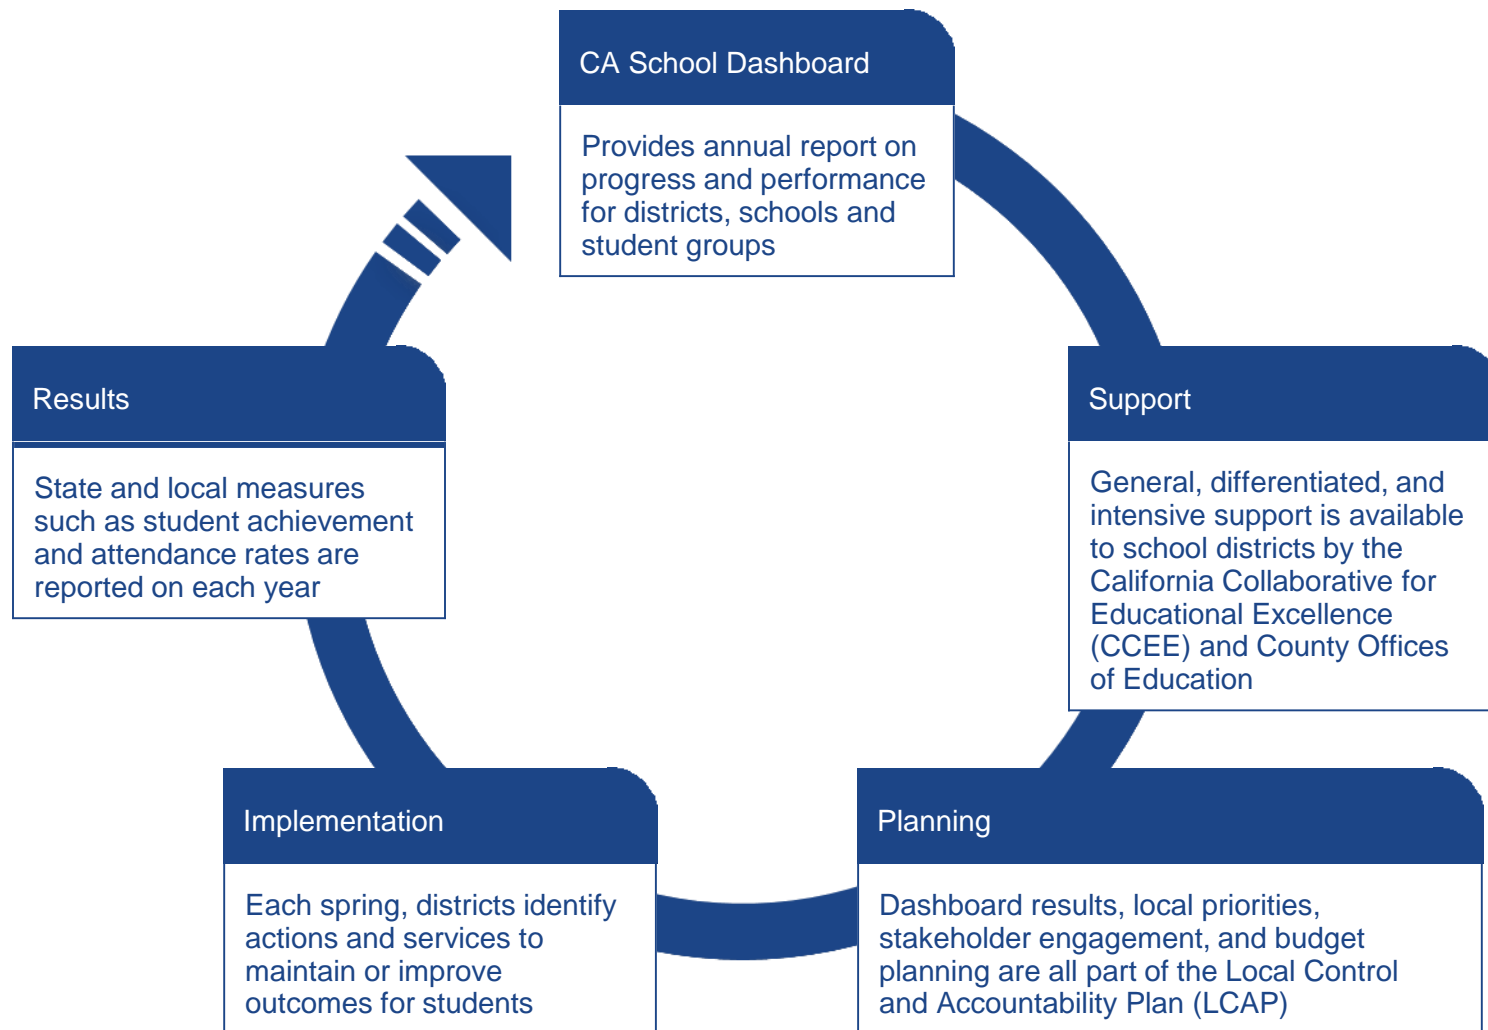 CA School Dashboard
Provides annual report on
progress and performance
for districts, schools and
student groups
Support
General, differentiated, and
intensive support is available
to school districts by the
California Collaborative for
Educational Excellence
(CCEE) and County Offices
of Education
Planning
Dashboard results, local priorities,
stakeholder engagement, and budget
planning are all part of the Local Control
and Accountability Plan (LCAP)
Implementation
Each spring, districts identify
actions and services to
maintain or improve
outcomes for students
Results
State and local measures
such as student achievement
and attendance rates are
reported on each year